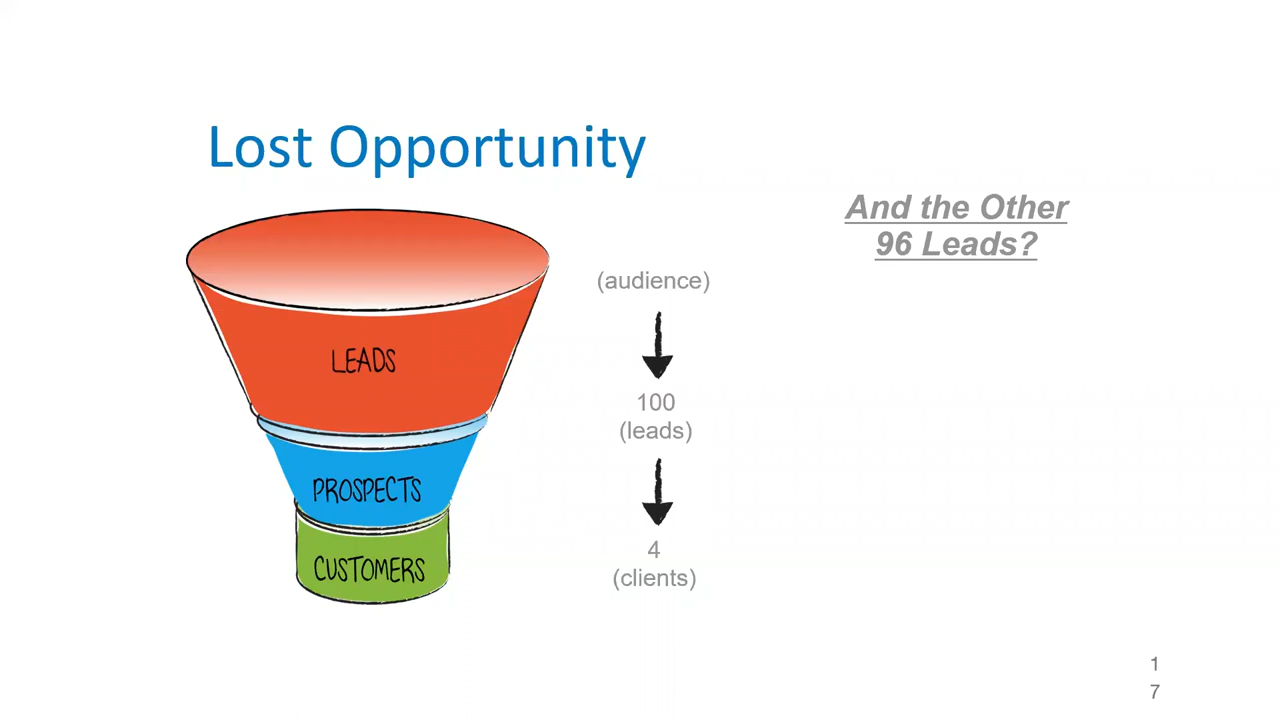 Lost Opportunity
And the Other
96 Leads?
(audience)
LEADS
100
(leads)
PROSPECTS
4
(clients)
CUSTOMERS
1
7